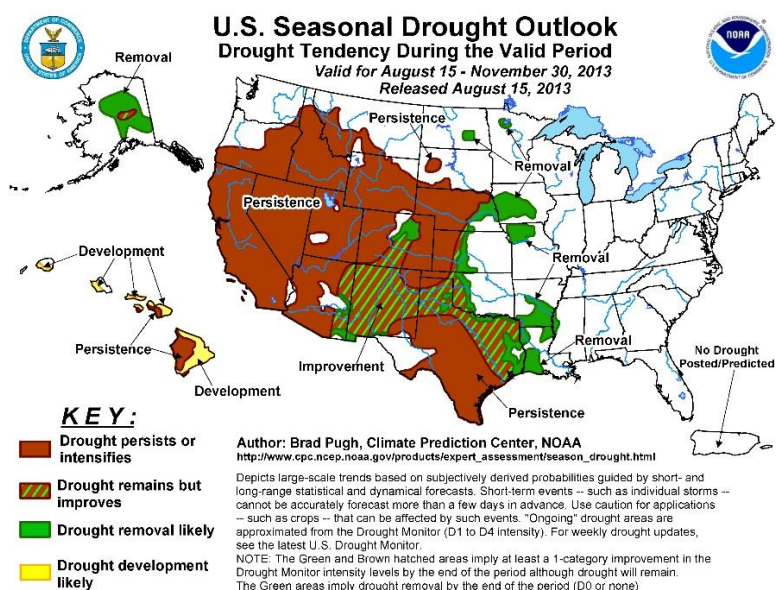 U.S. Seasonal Drought Outlook
Drought Tendency During the Valid Period
Valid for August 15 - November 30, 2013
Released August 15, 2013
DEPARTMENT OF COMMERCE
UNITED STATES OF AMERICA
NOAA
Removal
Persistence
Removal
Persistence
Development
Removal
Persistence
Improvement
Removal
No Drought
Posted/Predicted
Development
Persistence
KEY:
Drought persists or
intensifies
Drought remains but
improves
Drought removal likely
Drought development
likely
Author: Brad Pugh, Climate Prediction Center, NOAA
http://www.cpc.ncep.noaa.gov/products/expert_assessment/season_drought.html
Depicts large-scale trends based on subjectively derived probabilities guided by short- and
long-range statistical and dynamical forecasts. Short-term events -- such as individual storms --
cannot be accurately forecast more than a few days in advance. Use caution for applications
-- such as crops -- that can be affected by such events. "Ongoing" drought areas are
approximated from the Drought Monitor (D1 to D4 intensity). For weekly drought updates,
see the latest U.S. Drought Monitor.
NOTE: The Green and Brown hatched areas imply at least a 1-category improvement in the
Drought Monitor intensity levels by the end of the period although drought will remain.
The Green areas imply drought removal by the end of the period (D0 or none)